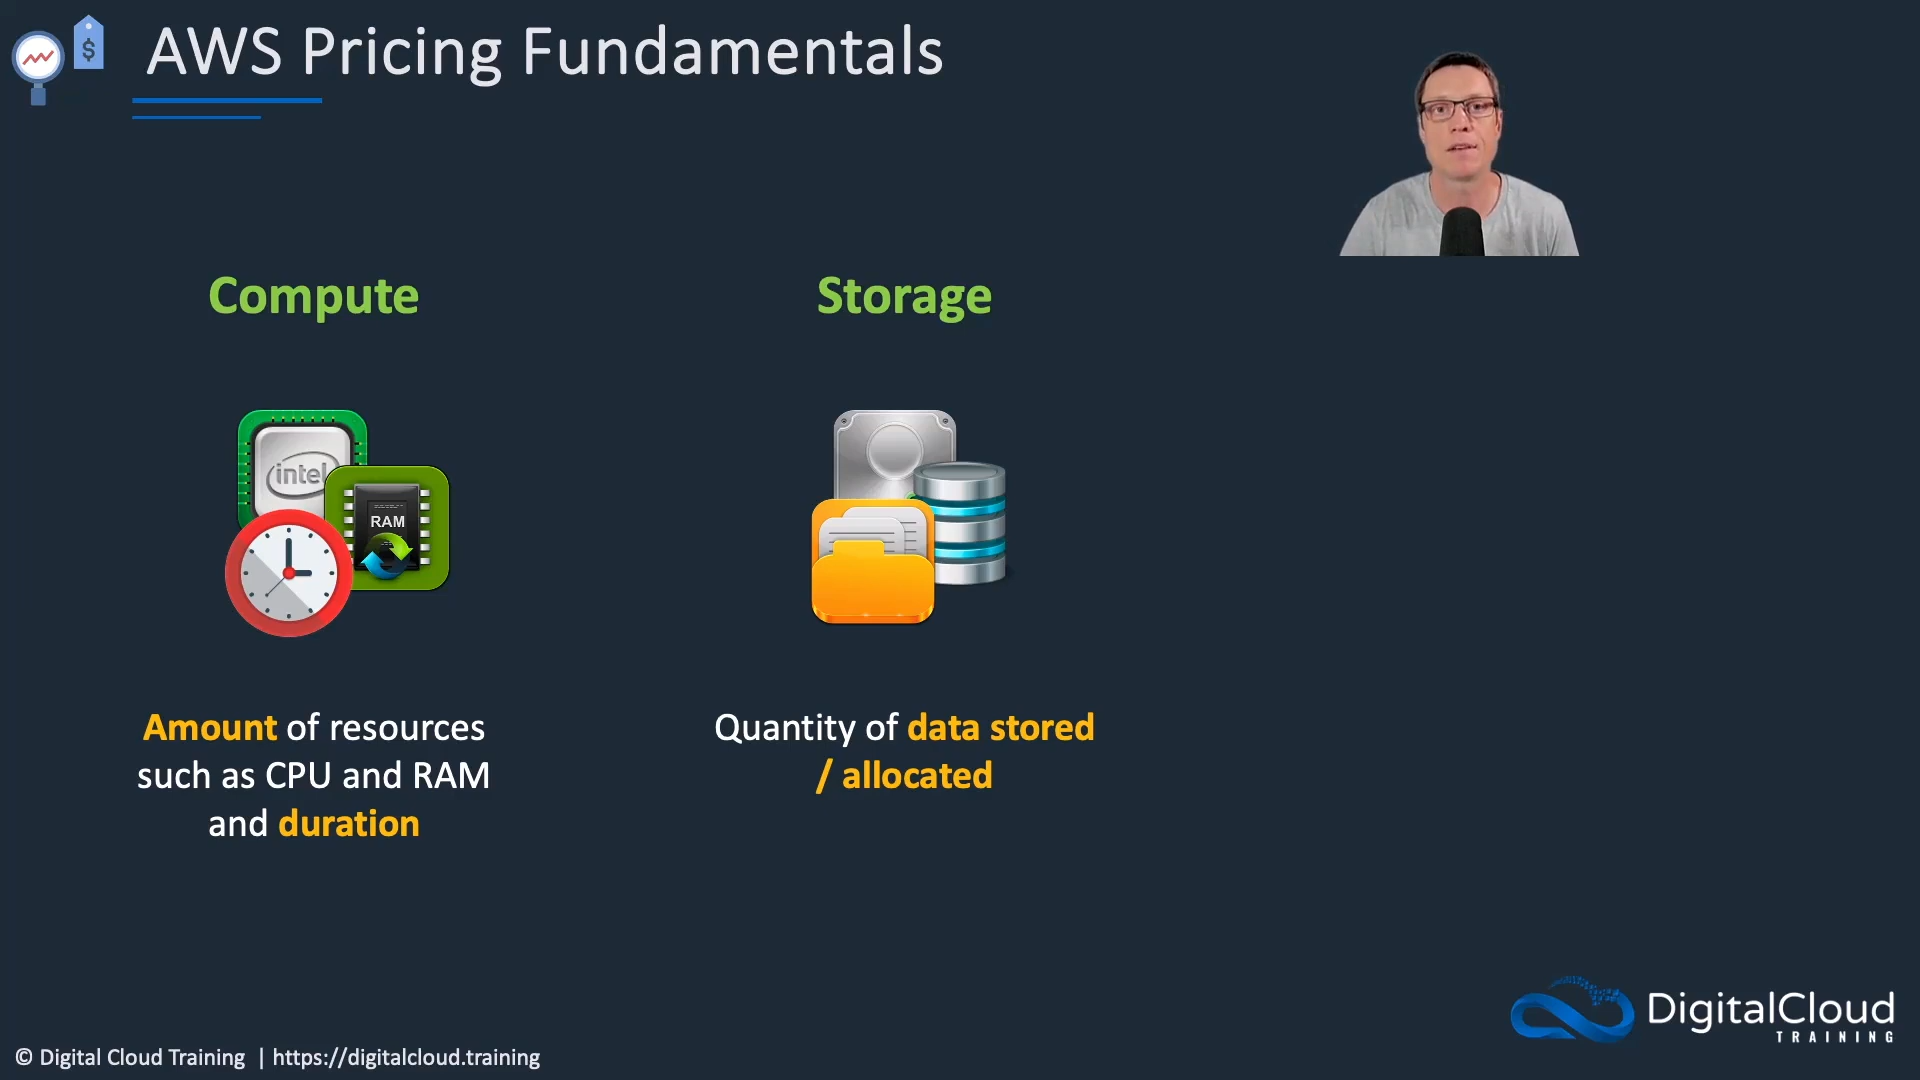 $
AWS Pricing Fundamentals
Compute
Storage
intel
RAM
Amount of resources
such as CPU and RAM
and duration
Quantity of data stored
/ allocated
DigitalCloud
TRAINING
© Digital Cloud Training | https://digitalcloud.training